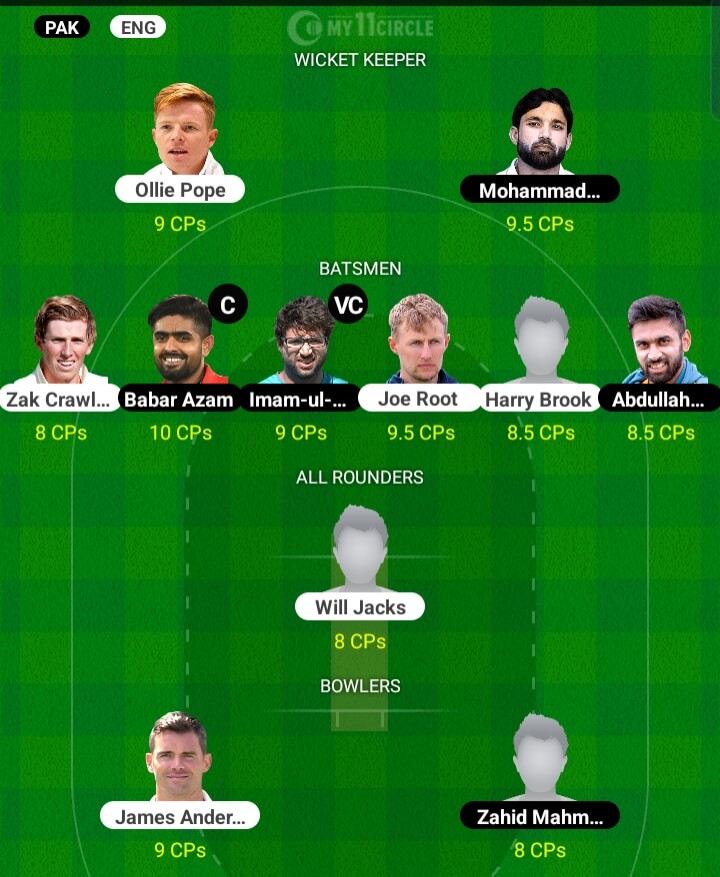 PAK ENG MY11CIRCLE
WICKET KEEPER
Ollie Pope Mohammad...
9 CPs 9.5 CPs
BATSMEN
C VC
Zak Crawl... Babar Azam Imam-ul-... Joe Root Harry Brook Abdullah...
8 CPs 10 CPs 9 CPs 9.5 CPs 8.5 CPs 8.5 CPs
ALL ROUNDERS
Will Jacks
8 CPs
BOWLERS
James Ander... Zahid Mahm...
9 CPs 8 CPs